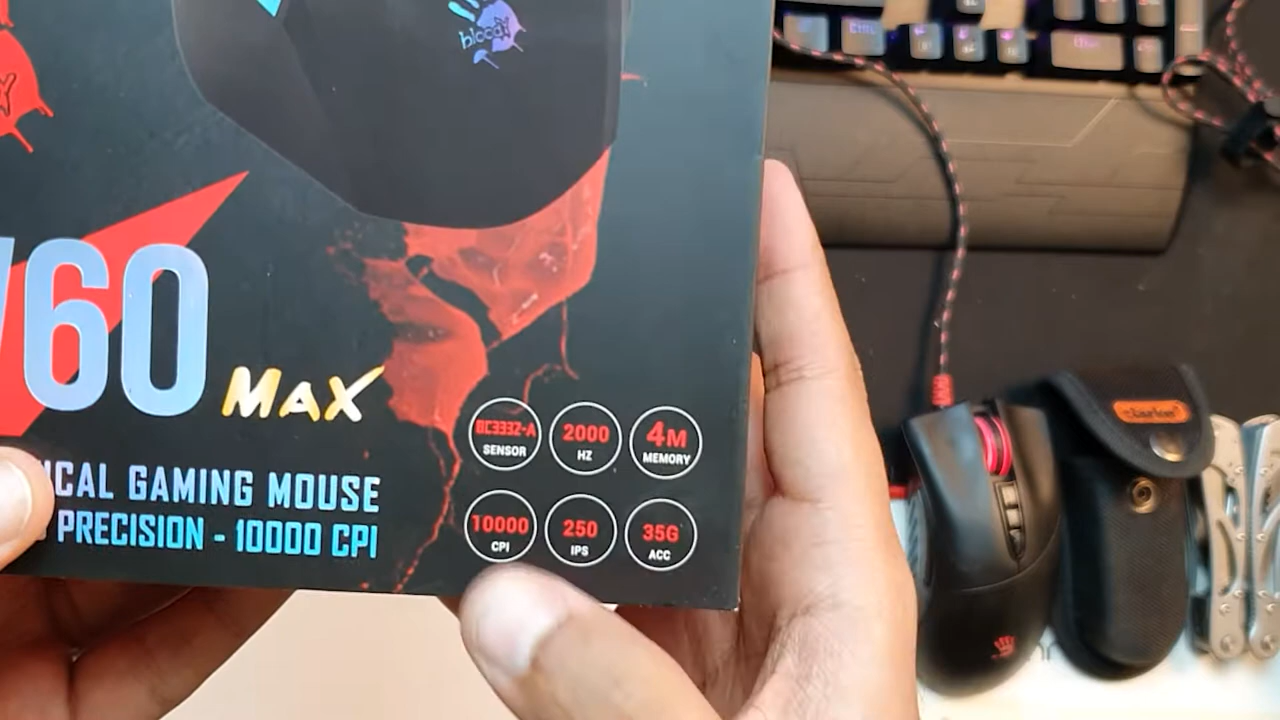 bloody
60 MAX
ICAL GAMING MOUSE
PRECISION - 10000 CPI
BC3332-A
SENSOR
2000
HZ
4M
MEMORY
10000
CPI
250
IPS
35G
ACC